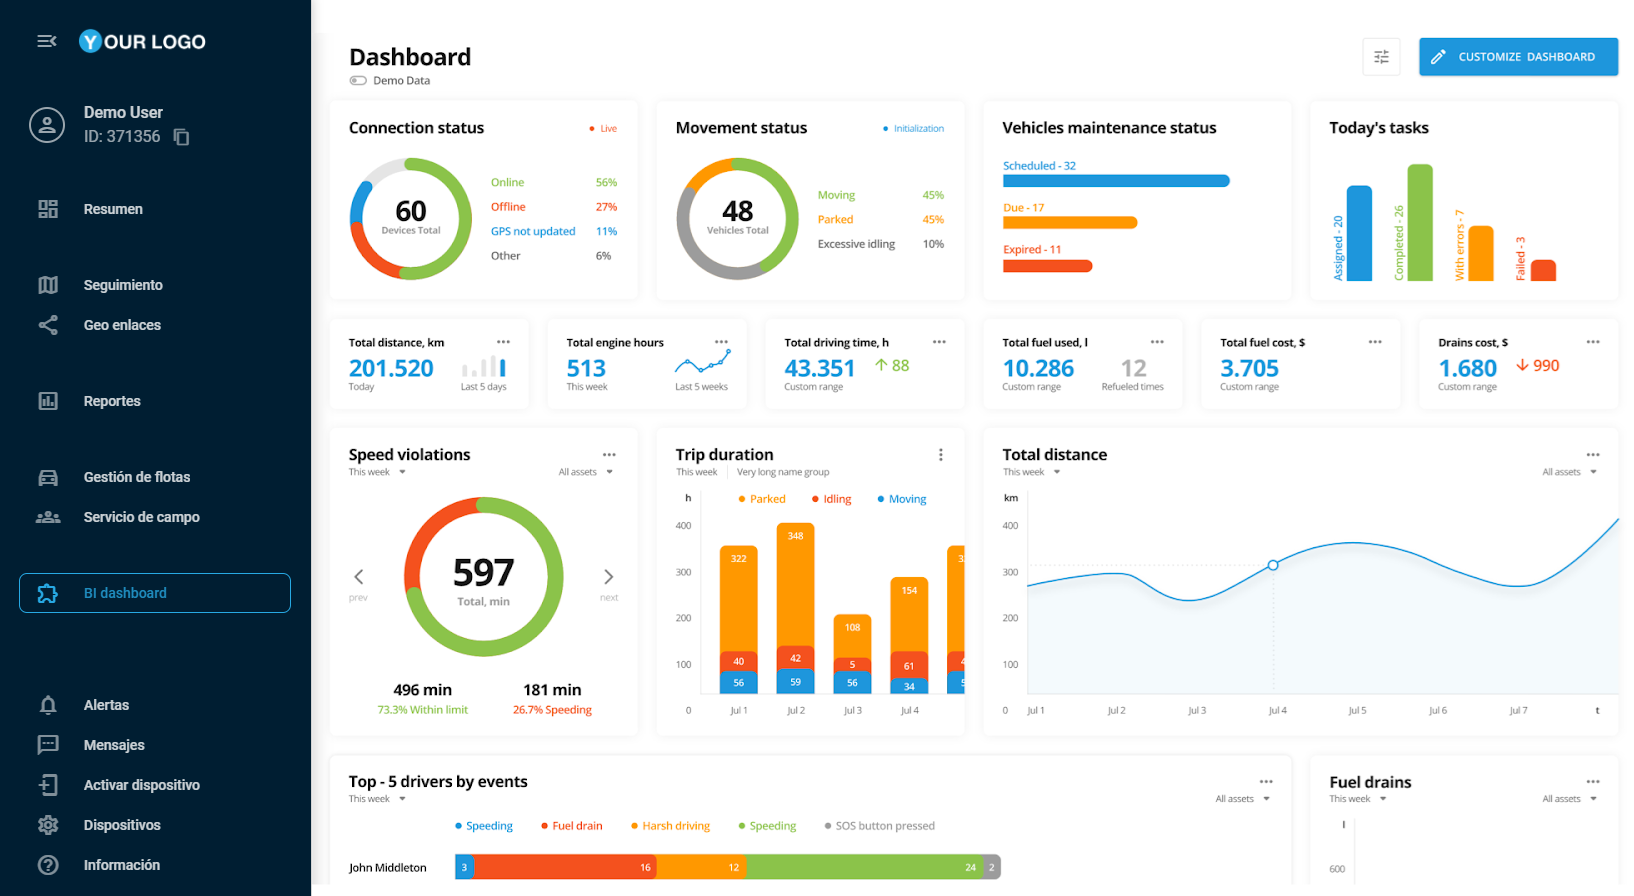 YOUR LOGO
Demo User
ID: 371356
Resumen
Seguimiento
Geo enlaces
Reportes
Gestión de flotas
Servicio de campo
BI dashboard
Alertas
Mensajes
Activar dispositivo
Dispositivos
Información
Dashboard
Demo Data
CUSTOMIZE DASHBOARD
Connection status
Live
60
Devices Total
Online 56%
Offline 27%
GPS not updated 11%
Other 6%
Movement status
Initialization
48
Vehicles Total
Moving 45%
Parked 45%
Excessive idling 10%
Vehicles maintenance status
Scheduled - 32
Due - 17
Expired - 11
Today's tasks
Assigned - 20
Completed - 26
With errors - 7
Failed - 3
Total distance, km
201.520
Today
Last 5 days
Total engine hours
513
This week
Last 5 weeks
Total driving time, h
43.351 88
Custom range
Total fuel used, l
10.286 12
Custom range Refueled times
Total fuel cost, $
3.705
Custom range
Drains cost, $
1.680 990
Custom range
Speed violations
This week All assets
597
Total, min
prev
next
496 min 181 min
73.3% Within limit 26.7% Speeding
Trip duration
This week Very long name group
h Parked Idling Moving
400
300
200
100
0
322
40
56
348
42
59
108
5
56
154
61
34
Jul 1 Jul 2 Jul 3 Jul 4
Total distance
This week All assets
km
400
300
200
100
0 Jul 1 Jul 2 Jul 3 Jul 4 Jul 5 Jul 6 Jul 7 t
Top - 5 drivers by events
This week All assets
Speeding Fuel drain Harsh driving Speeding SOS button pressed
John Middleton 3 16 12 24 2
Fuel drains
This week All assets
l
600